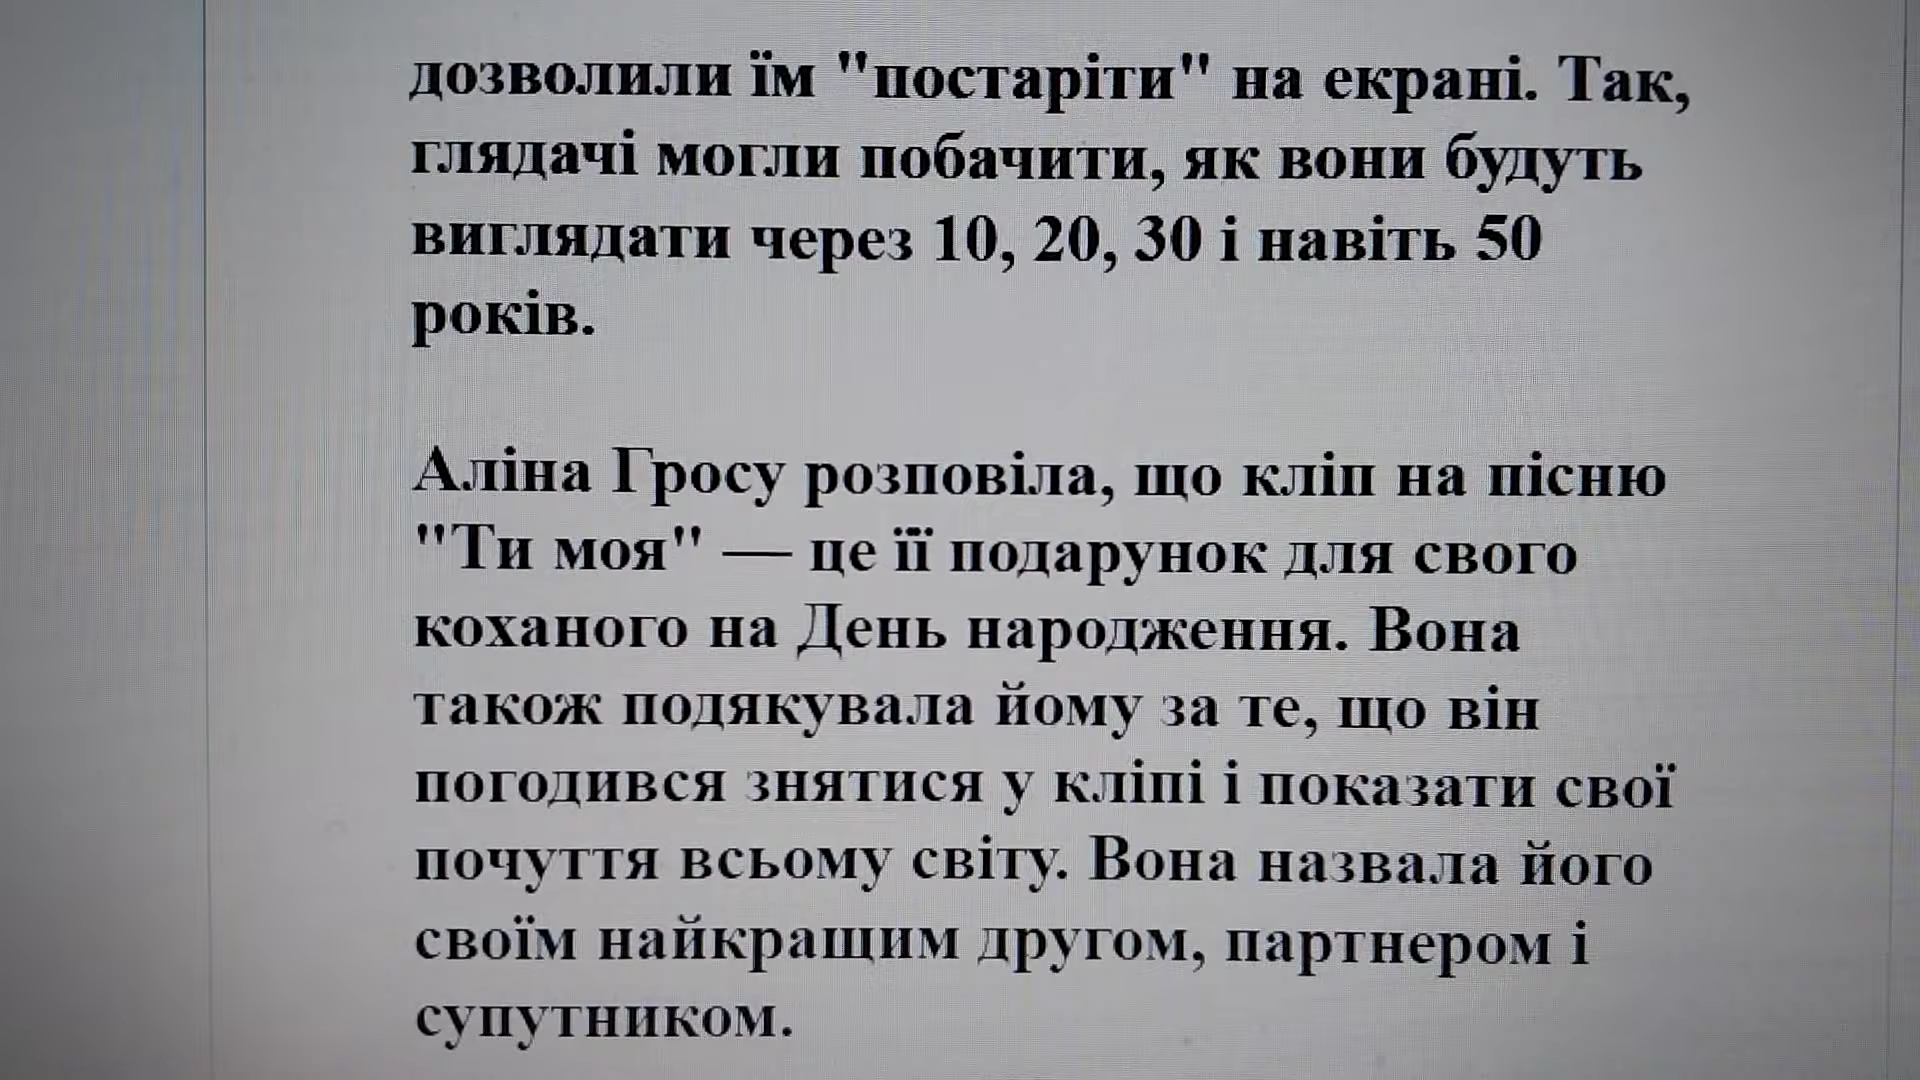 дозволили їм "постаріти" на екрані. Так,
глядачі могли побачити, як вони будуть
виглядати через 10, 20, 30 і навіть 50
років.
Аліна Гросу розповіла, що кліп на пісню
"Ти моя" — це її подарунок для свого
коханого на День народження. Вона
також подякувала йому за те, що він
погодився знятися у кліпі і показати свої
почуття всьому світу. Вона назвала його
своїм найкращим другом, партнером і
супутником.